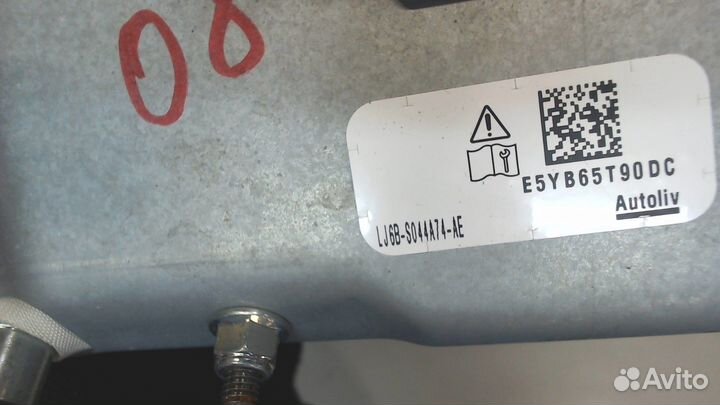 08
E5YB65T90DC
Autoliv
LJ6B-S044A74-AE
Avito